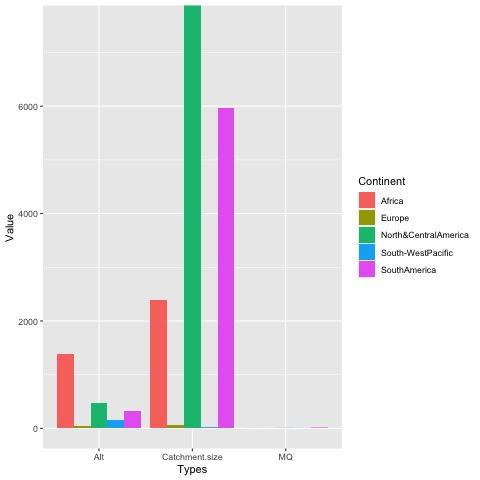 6000
4000
2000
0
Value
Alt
Catchment.size
MQ
Types
Continent
Africa
Europe
North&CentralAmerica
South-WestPacific
SouthAmerica